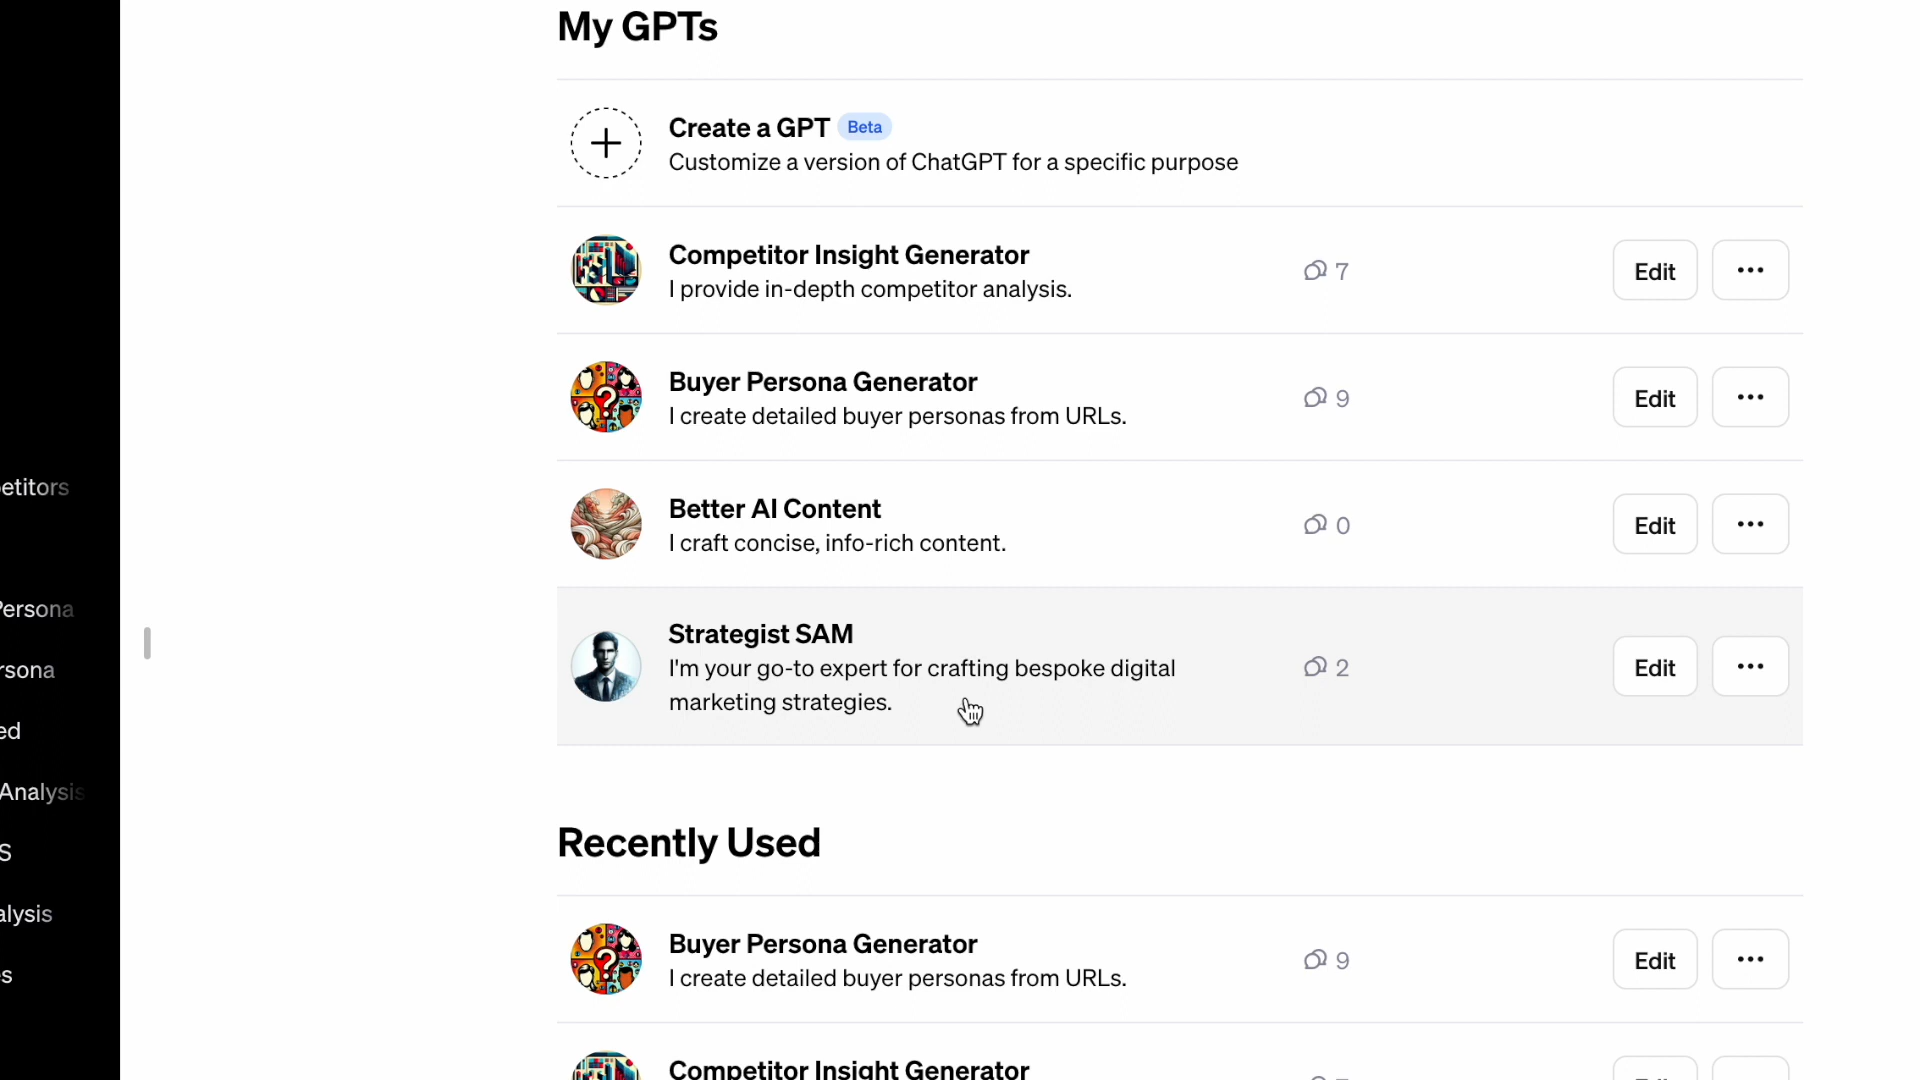 My GPTs
Create a GPT Beta
Customize a version of ChatGPT for a specific purpose
Competitor Insight Generator
I provide in-depth competitor analysis.
7
Edit
Buyer Persona Generator
I create detailed buyer personas from URLs.
9
Edit
Better AI Content
I craft concise, info-rich content.
0
Edit
Strategist SAM
I'm your go-to expert for crafting bespoke digital
marketing strategies.
2
Edit
Recently Used
Buyer Persona Generator
I create detailed buyer personas from URLs.
9
Edit
Competitor Insight Generator
etitors
Persona
rsona
ed
Analysis
S
alysis
s